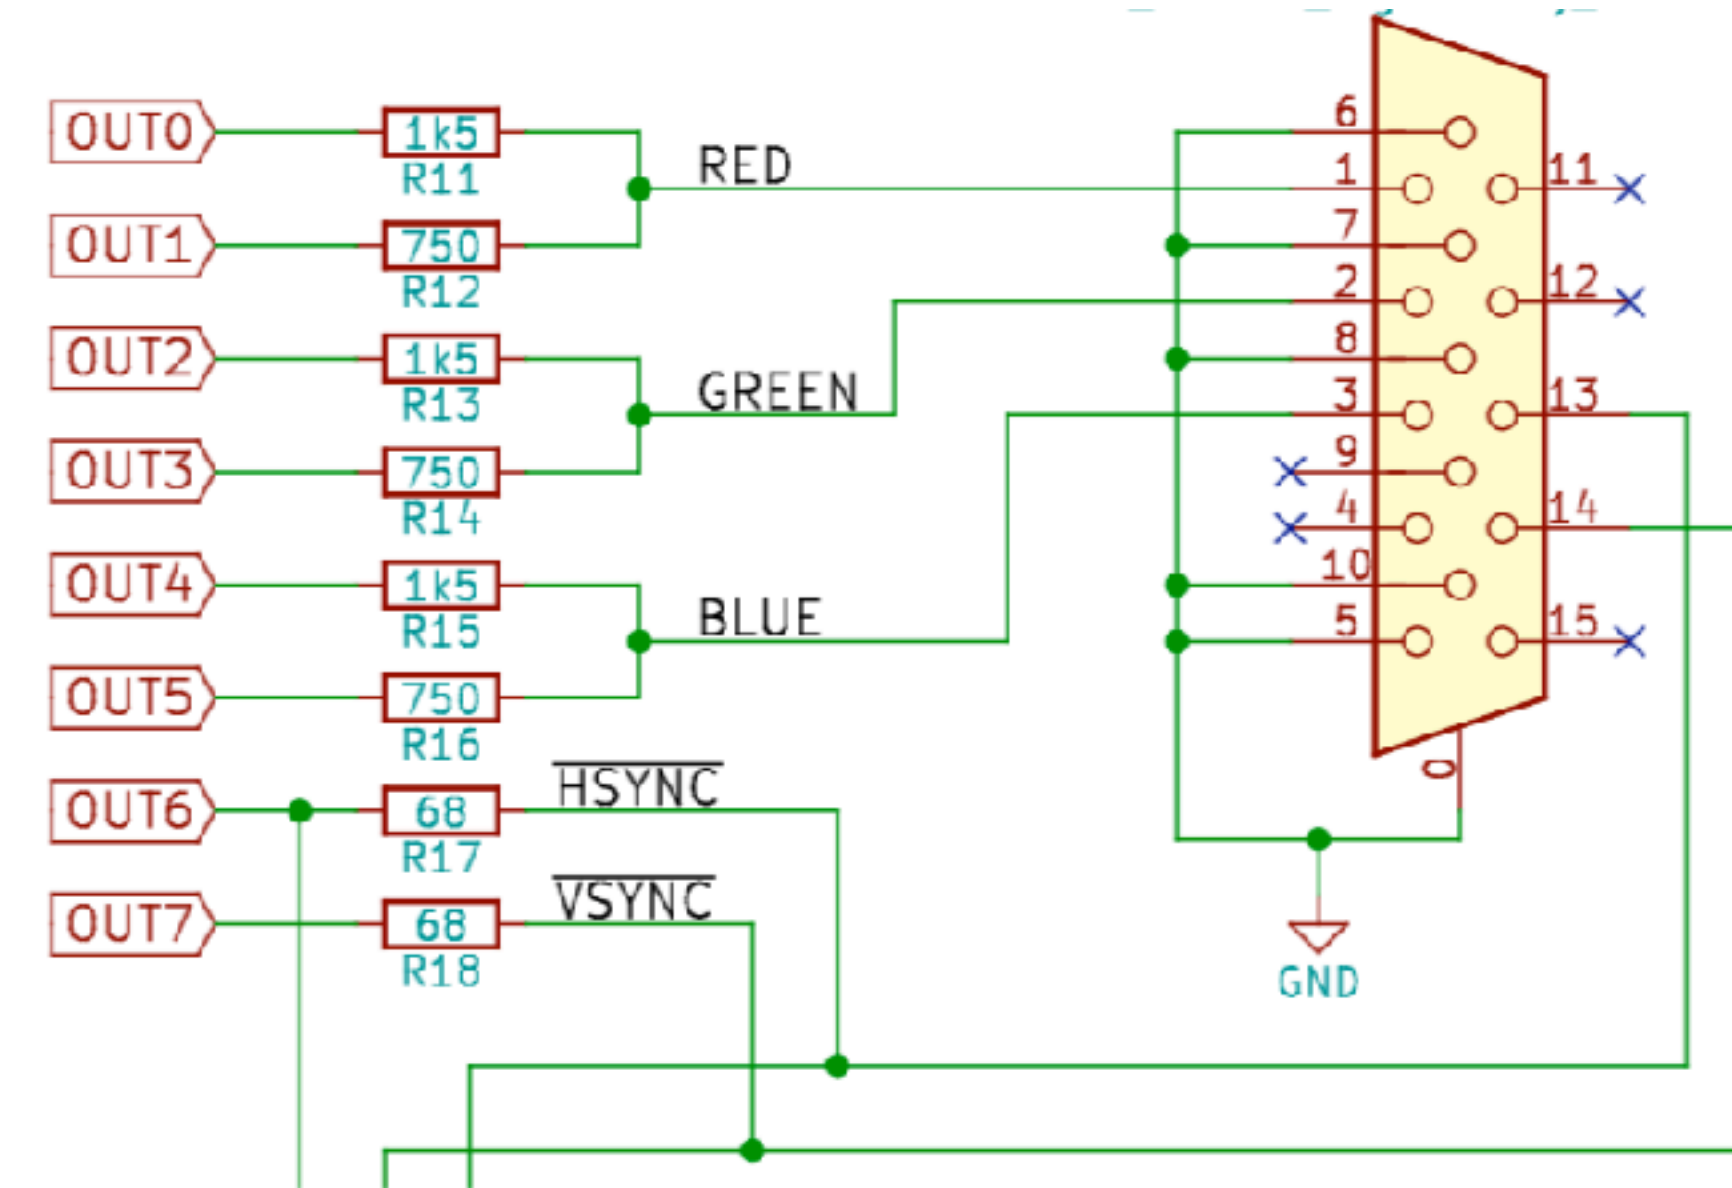 OUT0
1k5
R11
RED
OUT1
750
R12
OUT2
1k5
R13
GREEN
OUT3
750
R14
OUT4
1k5
R15
BLUE
OUT5
750
R16
OUT6
68
R17
HSYNC
OUT7
68
R18
VSYNC
6
1
7
2
8
3
9
4
10
5
11
12
13
14
15
0
GND